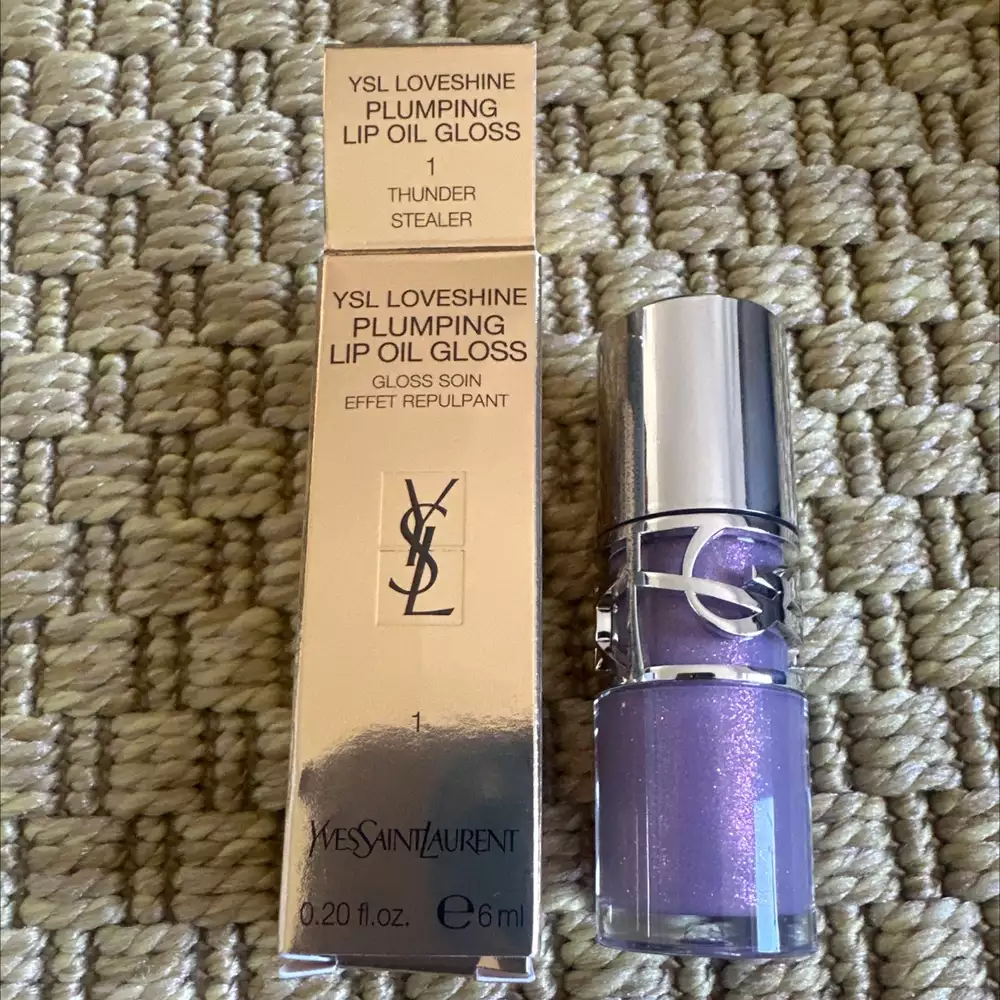 YSL LOVESHINE
PLUMPING
LIP OIL GLOSS
1
THUNDER
STEALER
YSL LOVESHINE
PLUMPING
LIP OIL GLOSS
GLOSS SOIN
EFFET REPULPANT
YSL
1
YVESSAINTLAURENT
0.20 fl.oz. ℮6 ml